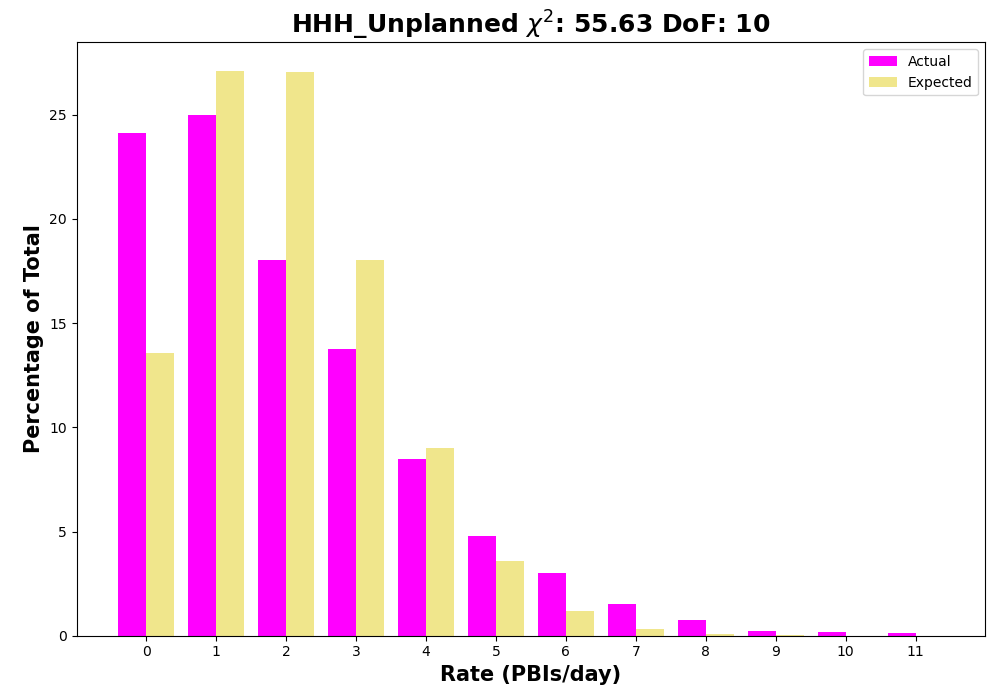 HHH_Unplanned χ²: 55.63 DoF: 10
Actual
Expected
Percentage of Total
25
20
15
10
5
0
0 1 2 3 4 5 6 7 8 9 10 11
Rate (PBIs/day)